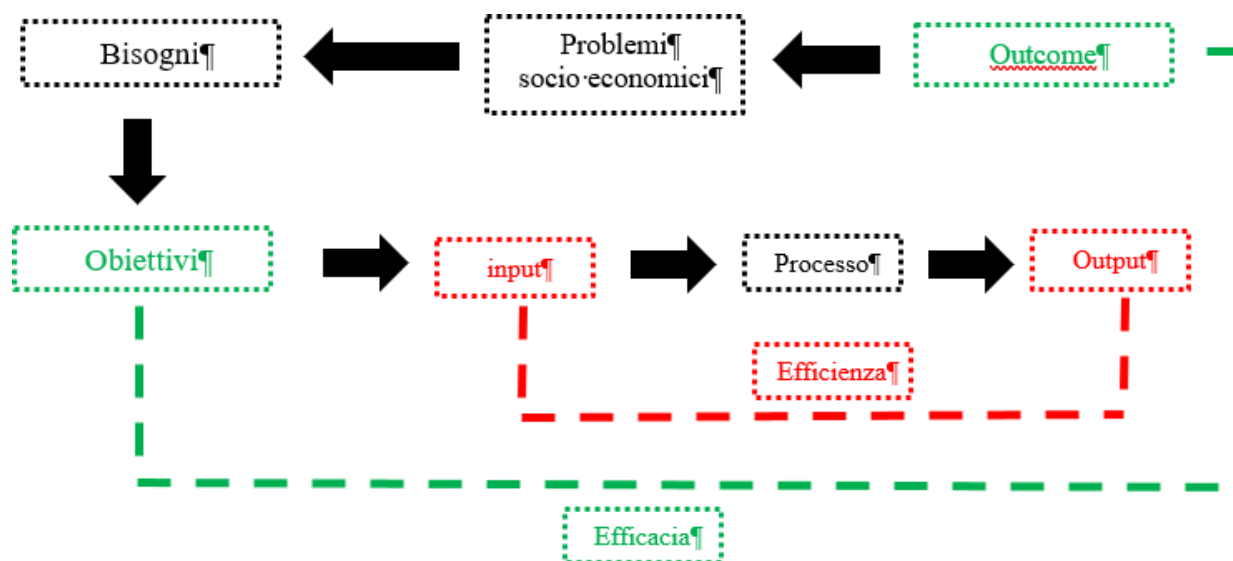 Bisogni¶
Problemi¶
socio·economici¶
Outcome¶
Obiettivi¶
input¶
Processo¶
Output¶
Efficienza¶
Efficacia¶